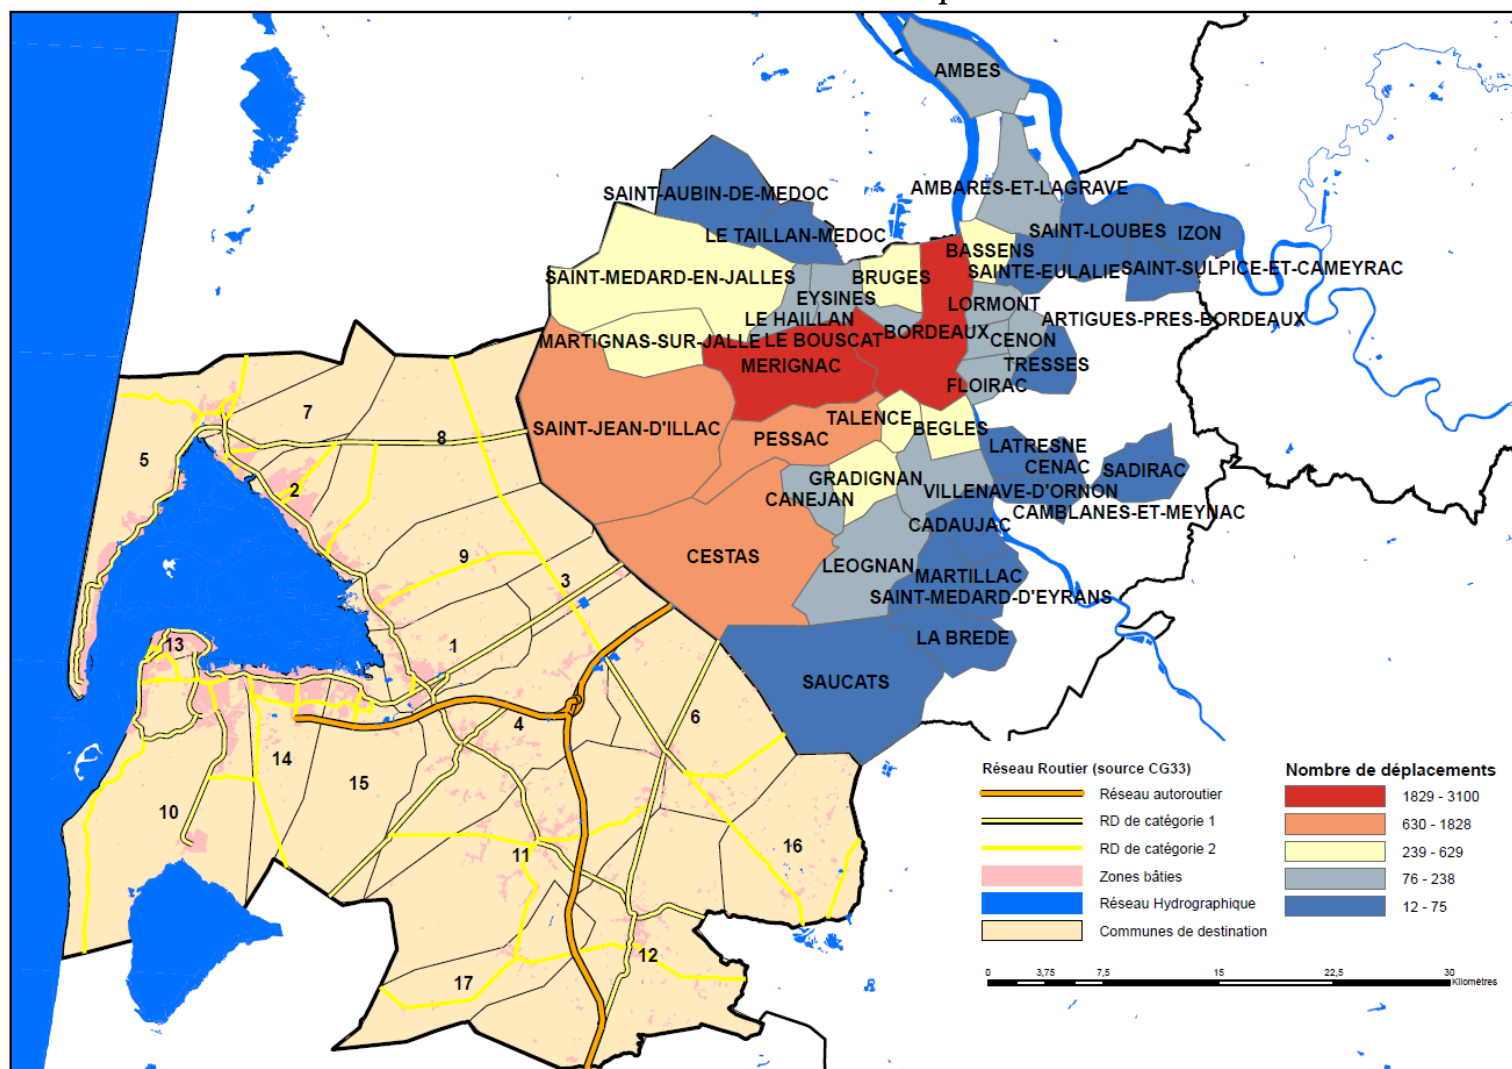 AMBES
AMBARES-ET-LAGRAVE
SAINT-AUBIN-DE-MEDOC
LE TAILLAN-MEDOC
SAINT-LOUBES
IZON
BASSENS
SAINTE-EULALIE
SAINT-SULPICE-ET-CAMEYRAC
SAINT-MEDARD-EN-JALLES
BRUGES
EYSINES
LORMONT
LE HAILLAN
ARTIGUES-PRES-BORDEAUX
MARTIGNAS-SUR-JALLE
LE BOUSCAT
BORDEAUX
CENON
MERIGNAC
TRESSES
FLOIRAC
SAINT-JEAN-D'ILLAC
TALENCE
BEGLES
PESSAC
LATRESNE
CENAC
SADIRAC
GRADIGNAN
CANEJAN
VILLENAVE-D'ORNON
CAMBLANES-ET-MEYNAC
CADAUJAC
CESTAS
LEOGNAN
MARTILLAC
SAINT-MEDARD-D'EYRANS
LA BREDE
SAUCATS
7
8
5
2
9
3
1
13
4
6
14
15
10
11
16
12
17
Réseau Routier (source CG33)
Réseau autoroutier
RD de catégorie 1
RD de catégorie 2
Zones bâties
Réseau Hydrographique
Communes de destination
Nombre de déplacements
1829 - 3100
630 - 1828
239 - 629
76 - 238
12 - 75
0 3,75 7,5 15 22,5 30
Kilomètres